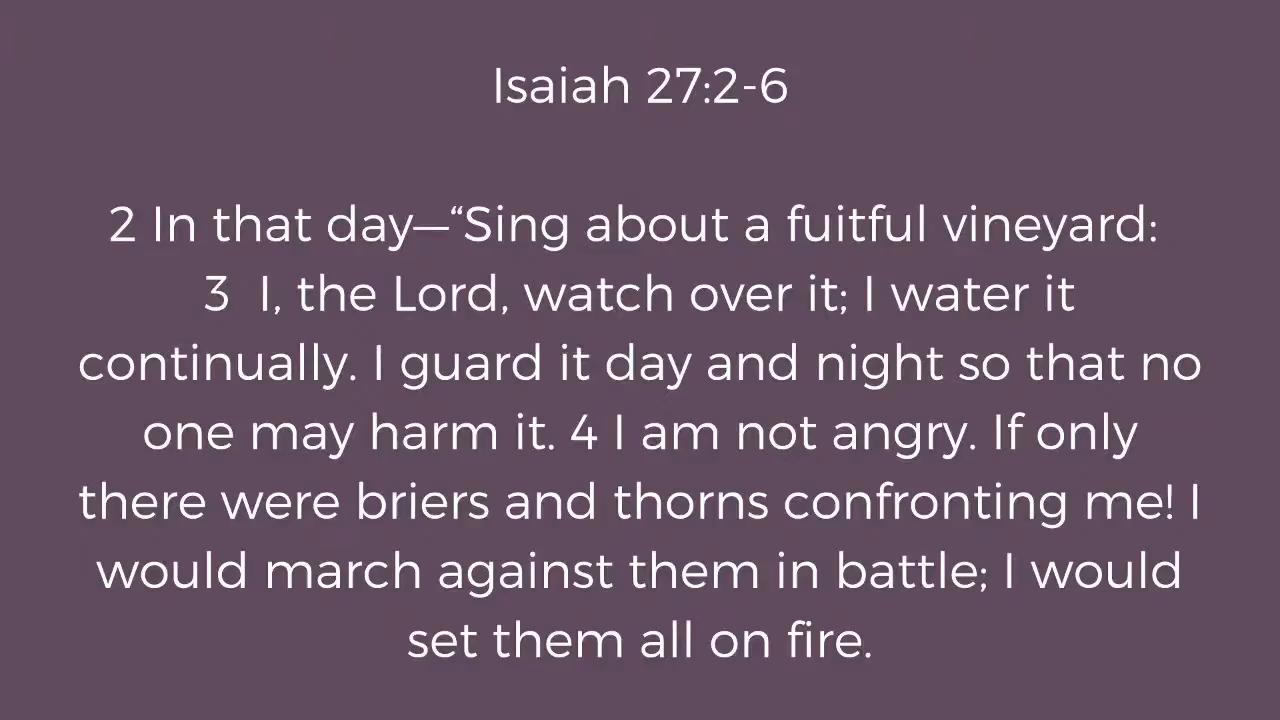 Isaiah 27:2-6
2 In that day—“Sing about a fuitful vineyard:
3 I, the Lord, watch over it; I water it
continually. I guard it day and night so that no
one may harm it. 4 I am not angry. If only
there were briers and thorns confronting me! I
would march against them in battle; I would
set them all on fire.